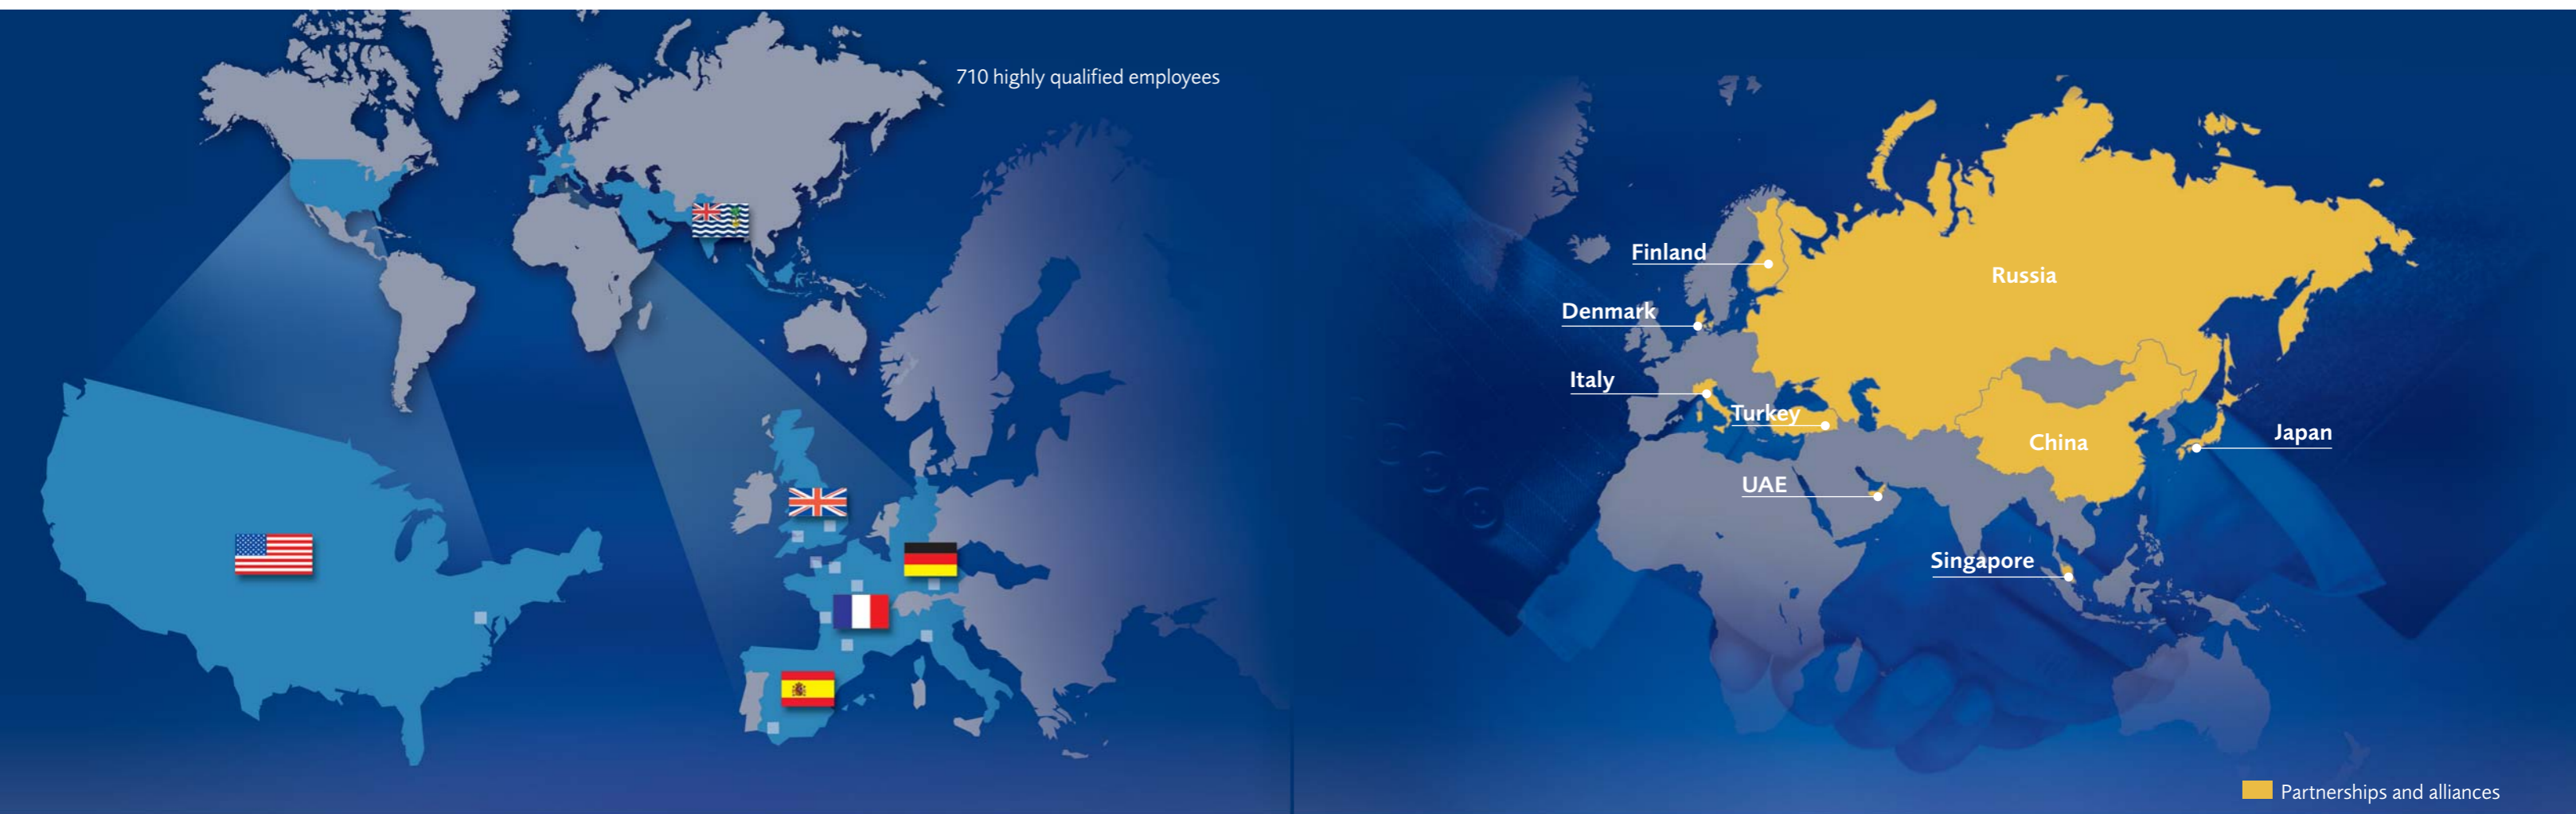 710 highly qualified employees
Finland
Russia
Denmark
Italy
Turkey
China
Japan
UAE
Singapore
Partnerships and alliances